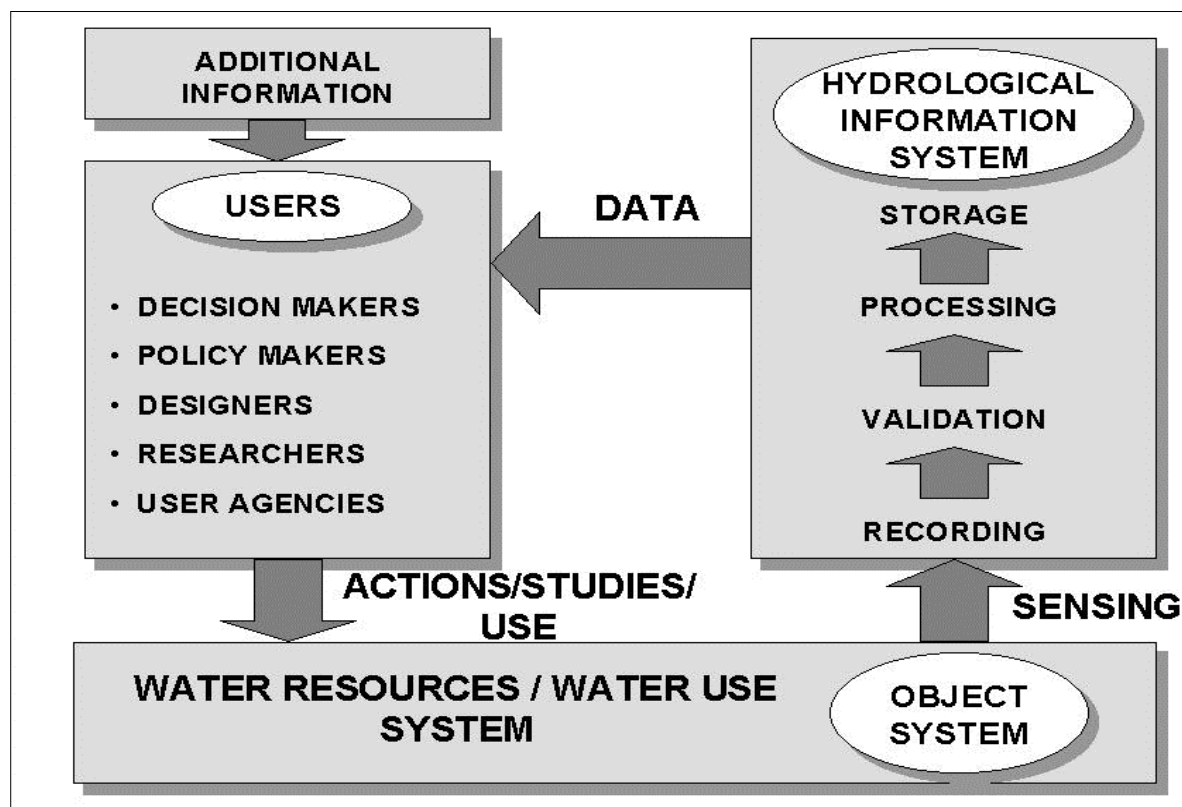 ADDITIONAL
INFORMATION
USERS
• DECISION MAKERS
• POLICY MAKERS
• DESIGNERS
• RESEARCHERS
• USER AGENCIES
DATA
HYDROLOGICAL
INFORMATION
SYSTEM
STORAGE
PROCESSING
VALIDATION
RECORDING
ACTIONS/STUDIES/
USE
SENSING
WATER RESOURCES / WATER USE
SYSTEM
OBJECT
SYSTEM